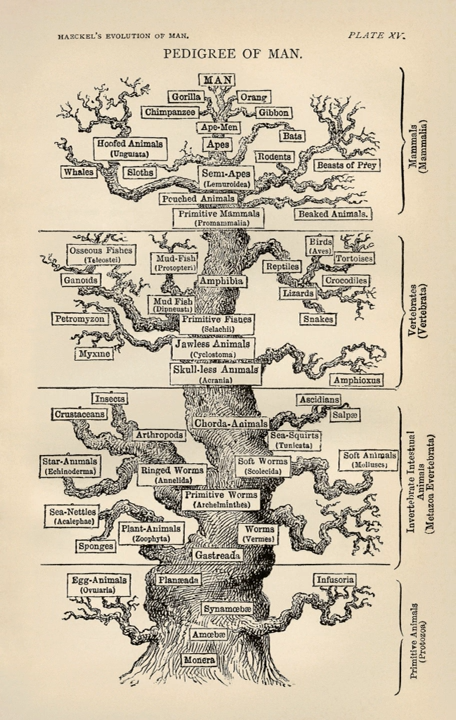 HAECKEL'S EVOLUTION OF MAN.
PLATE XV.
PEDIGREE OF MAN.
MAN
Gorilla
Orang
Chimpanzee
Gibbon
Ape-Men
Bats
Apes
Hoofed Animals
(Ungulata)
Rodents
Beasts of Prey
Whales
Sloths
Semi-Apes
(Lemuroidea)
Pouched Animals
Primitive Mammals
(Promammalia)
Beaked Animals.
Mammals
(Mammalia)
Osseous Fishes
(Teleostei)
Mud-Fish
(Protopteri)
Birds
(Aves)
Tortoises
Reptiles
Ganoids
Amphibia
Crocodiles
Lizards
Mud Fish
(Dipneusti)
Petromyzon
Primitive Fishes
(Selachii)
Snakes
Jawless Animals
(Cyclostoma)
Myxine
Skull-less Animals
(Acrania)
Amphioxus
Vertebrates
(Vertebrata)
Insects
Ascidians
Crustaceans
Salpæ
Chorda-Animals
Arthropods
Sea-Squirts
(Tunicata)
Star-Animals
(Echinoderma)
Ringed Worms
(Annelida)
Soft Worms
(Scolecida)
Soft Animals
(Molluscs)
Primitive Worms
(Archelminthes)
Sea-Nettles
(Acalephae)
Plant-Animals
(Zoophyta)
Worms
(Vermes)
Sponges
Gastreada
Invertebrate Intestinal
Animals
(Metazoa Evertebrata)
Egg-Animals
(Ovularia)
Planæada
Infusoria
Synamœbæ
Amœbæ
Monera
Primitive Animals
(Protozoa)